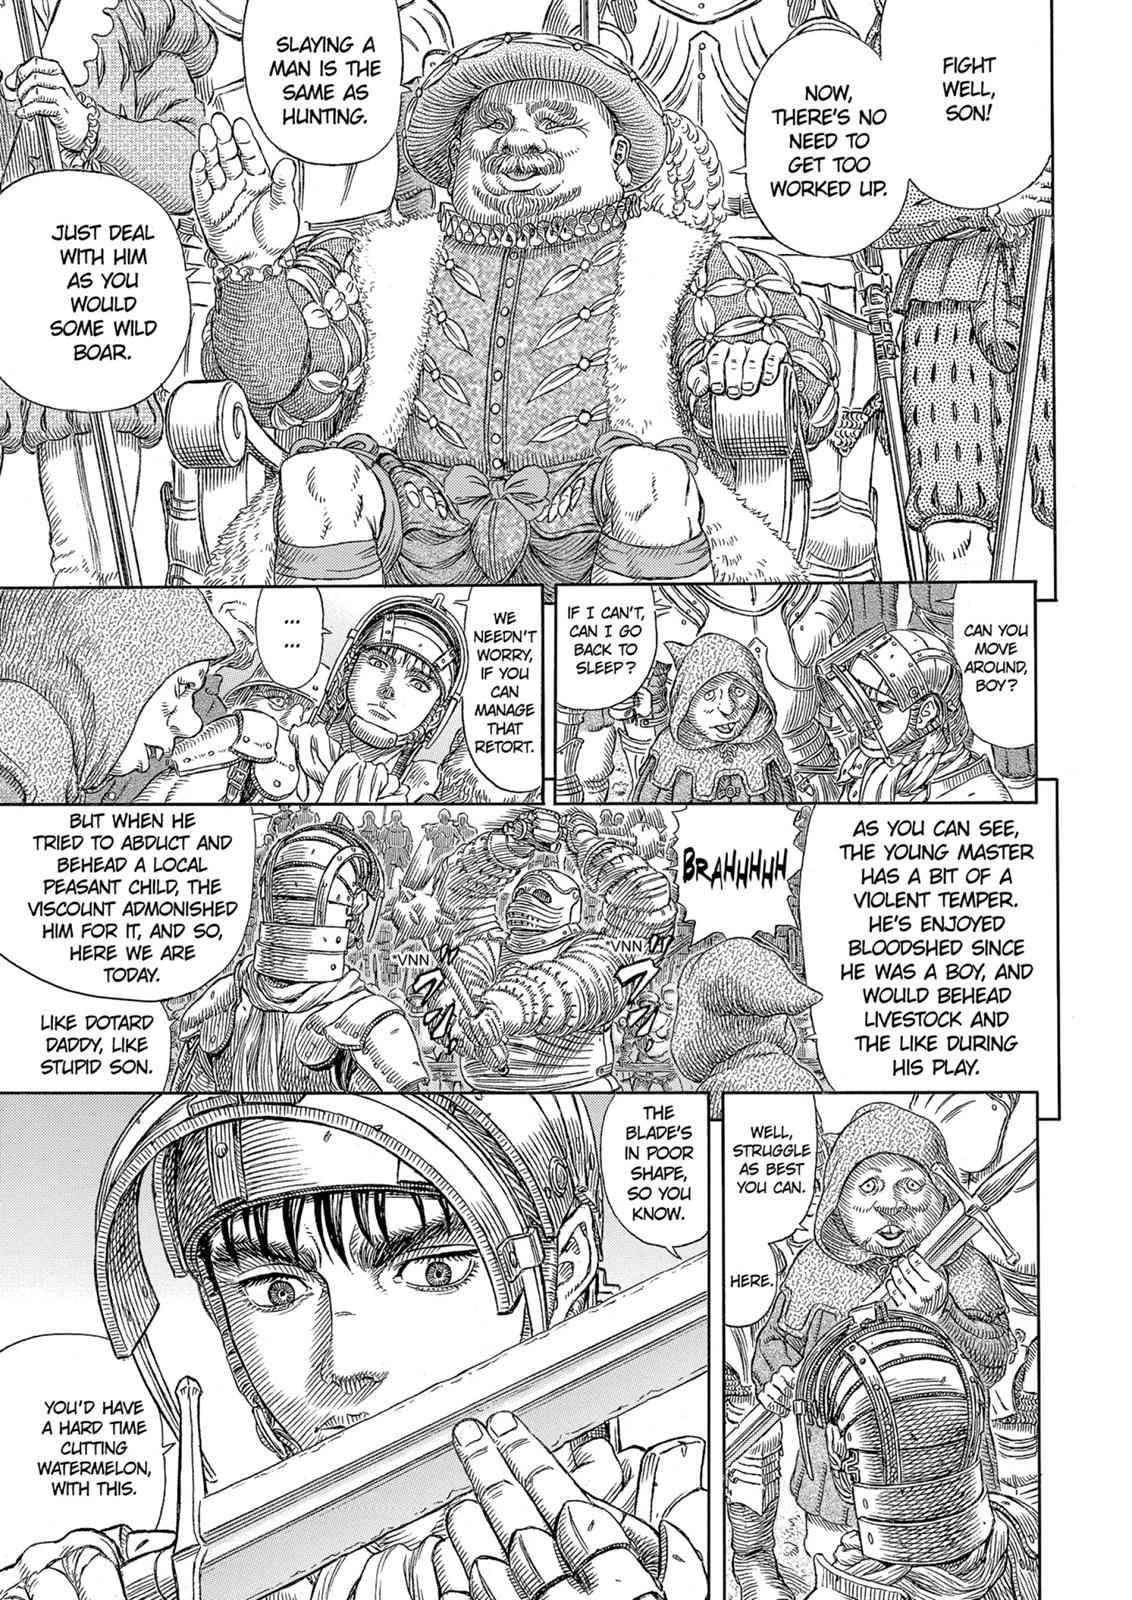 FIGHT
WELL,
SON!
NOW,
THERE'S NO
NEED TO
GET TOO
WORKED UP.
SLAYING A
MAN IS THE
SAME AS
HUNTING.
JUST DEAL
WITH HIM
AS YOU
WOULD
SOME WILD
BOAR.
CAN YOU
MOVE
AROUND,
BOY?
IF I CAN'T,
CAN I GO
BACK TO
SLEEP?
WE
NEEDN'T
WORRY,
IF YOU
CAN
MANAGE
THAT
RETORT.
...
...
AS YOU CAN SEE,
THE YOUNG MASTER
HAS A BIT OF A
VIOLENT TEMPER.
HE'S ENJOYED
BLOODSHED SINCE
HE WAS A BOY, AND
WOULD BEHEAD
LIVESTOCK AND
THE LIKE DURING
HIS PLAY.
BRAHHHHH
*VNN
ブン
*VNN
ブン
BUT WHEN HE
TRIED TO ABDUCT AND
BEHEAD A LOCAL
PEASANT CHILD, THE
VISCOUNT ADMONISHED
HIM FOR IT, AND SO,
HERE WE ARE
TODAY.
LIKE DOTARD
DADDY, LIKE
STUPID SON.
WELL,
STRUGGLE
AS BEST
YOU CAN.
HERE.
THE
BLADE'S
IN POOR
SHAPE,
SO YOU
KNOW.
YOU'D HAVE
A HARD TIME
CUTTING
WATERMELON,
WITH THIS.